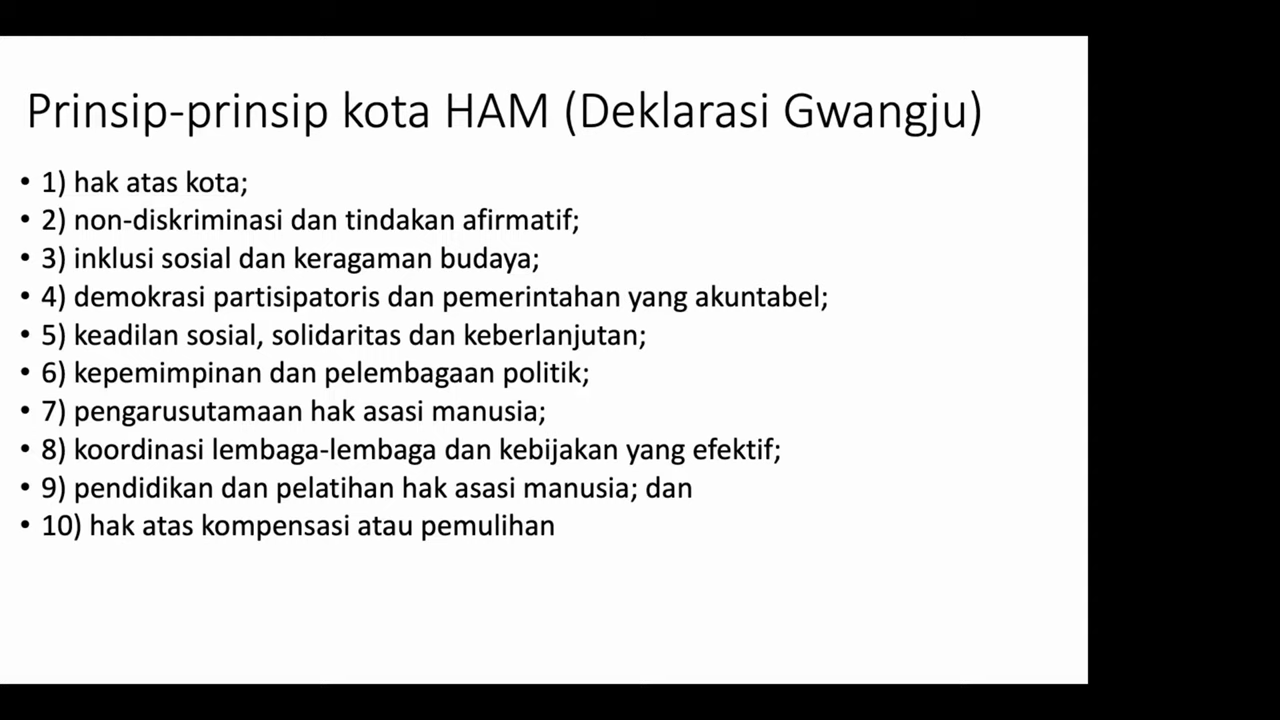 Prinsip-prinsip kota HAM (Deklarasi Gwangju)
• 1) hak atas kota;
• 2) non-diskriminasi dan tindakan afirmatif;
• 3) inklusi sosial dan keragaman budaya;
• 4) demokrasi partisipatoris dan pemerintahan yang akuntabel;
• 5) keadilan sosial, solidaritas dan keberlanjutan;
• 6) kepemimpinan dan pelembagaan politik;
• 7) pengarusutamaan hak asasi manusia;
• 8) koordinasi lembaga-lembaga dan kebijakan yang efektif;
• 9) pendidikan dan pelatihan hak asasi manusia; dan
• 10) hak atas kompensasi atau pemulihan